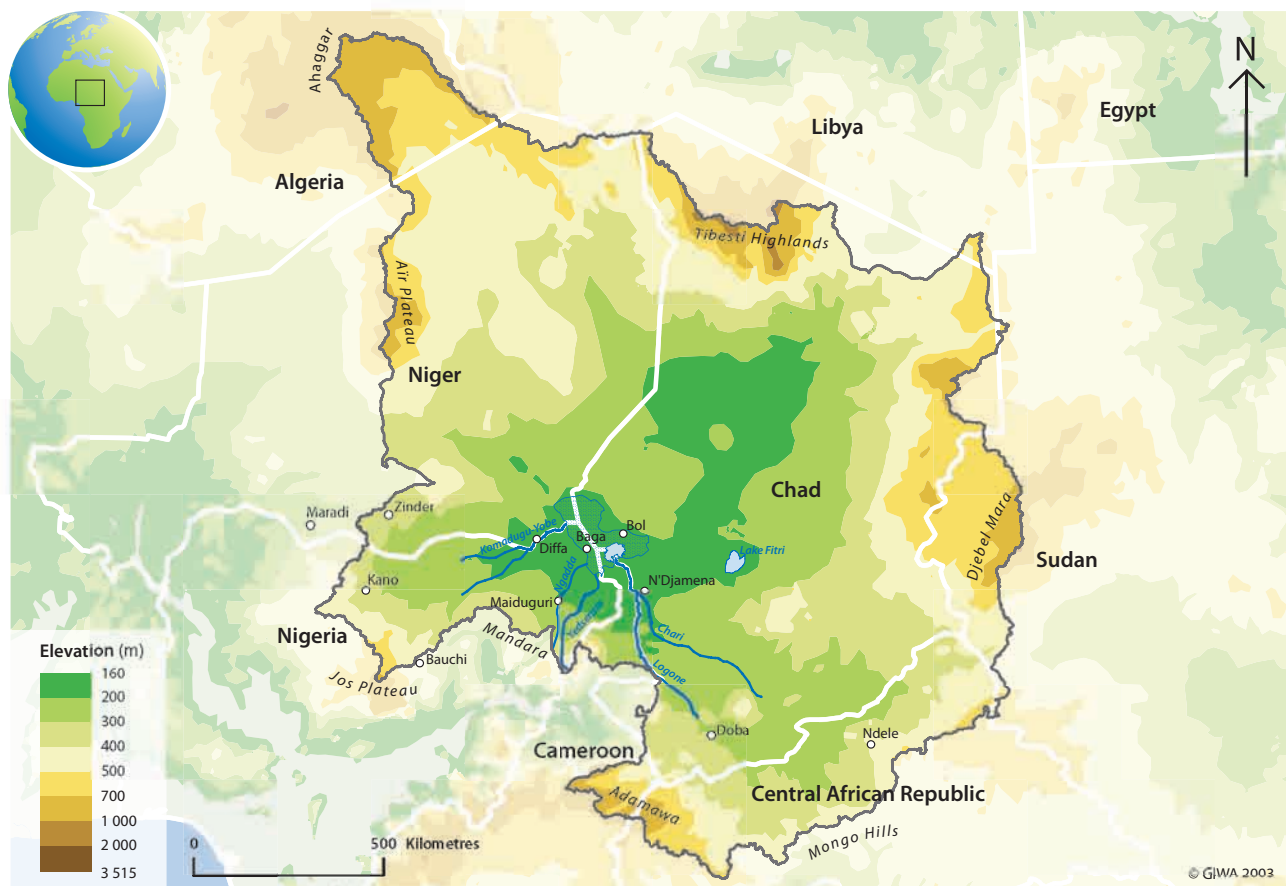 N
Ahaggar
Egypt
Libya
Algeria
Tibesti Highlands
Aïr Plateau
Niger
Chad
Zinder
Maradi
Komadugu-Yobe
Bol
Diffa
Baga
Lake Fitri
Djebel Mara
Sudan
Kano
Ngadda
N'Djamena
Maiduguri
Yedseram
Chari
Nigeria
Mandara
Logone
Bauchi
Jos Plateau
Doba
Ndele
Cameroon
Central African Republic
Adamawa
Mongo Hills
Elevation (m)
160
200
300
400
500
700
1 000
2 000
3 515
0 500 Kilometres
© GIWA 2003